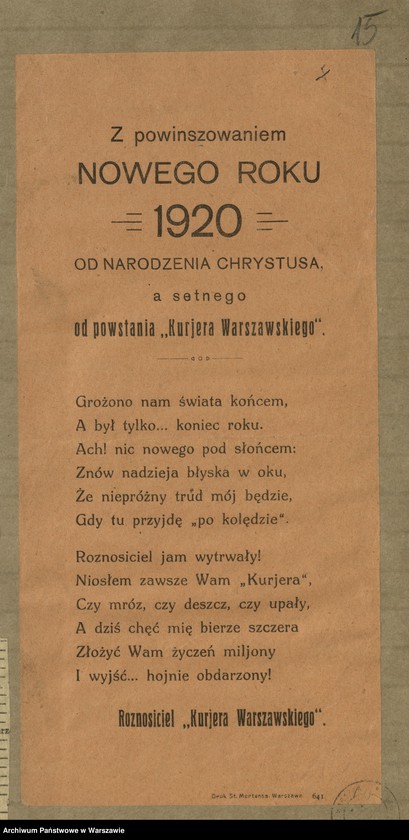 15
x
Z powinszowaniem
NOWEGO ROKU
1920
OD NARODZENIA CHRYSTUSA,
a setnego
od powstania „Kurjera Warszawskiego“.
Grożono nam świata końcem,
A był tylko... koniec roku.
Ach! nic nowego pod słońcem:
Znów nadzieja błyska w oku,
Że niepróżny trud mój będzie,
Gdy tu przyjdę „po kolędzie“.
Roznosiciel jam wytrwały!
Niosłem zawsze Wam „Kurjera“,
Czy mróz, czy deszcz, czy upały,
A dziś chęć mię bierze szczera
Złożyć Wam życzeń miljony
I wyjść... hojnie obdarzony!
Roznosiciel „Kurjera Warszawskiego“.
Druk. St. Martensa, Warszawa. 641
Archiwum Państwowe w Warszawie